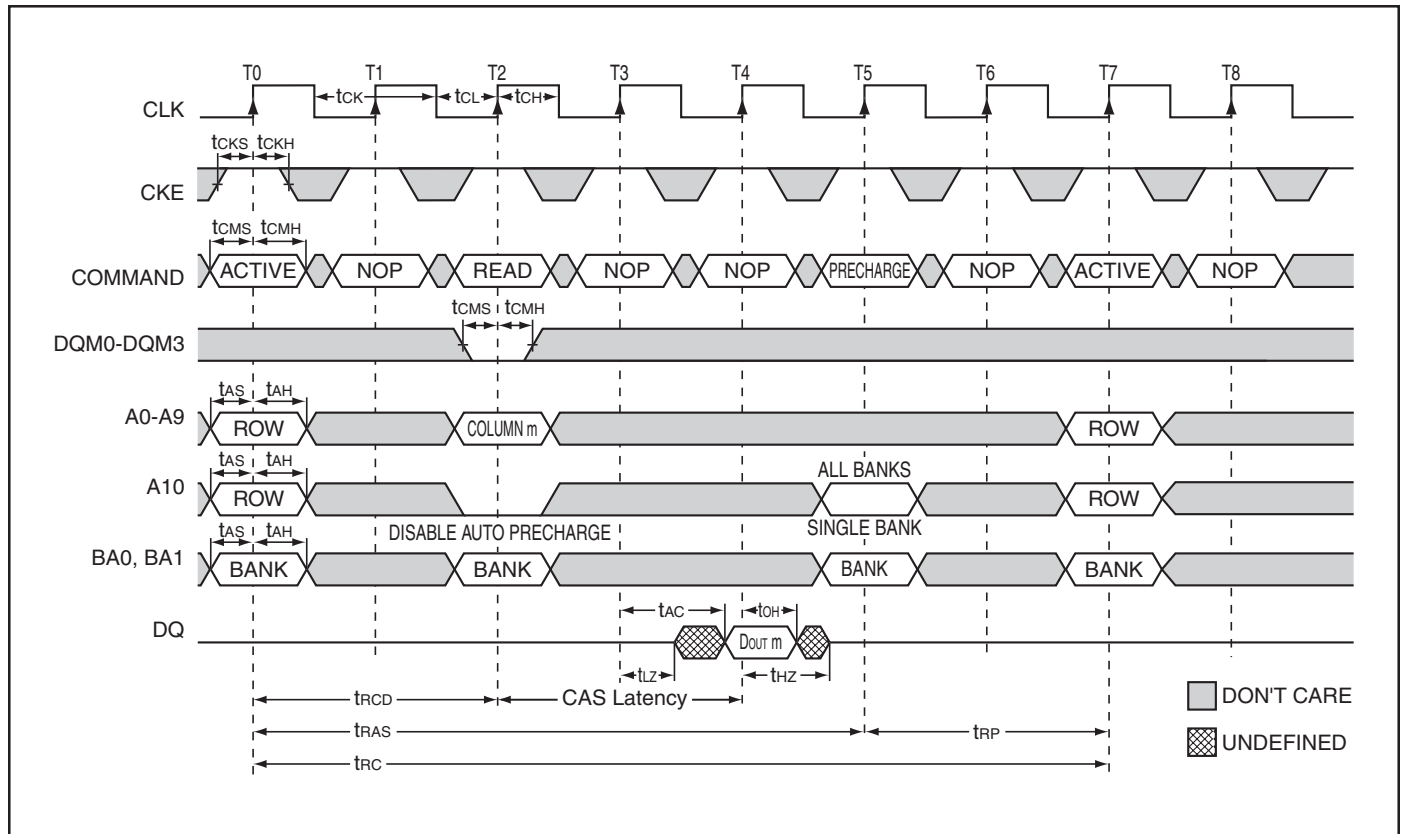 T0 T1 T2 T3 T4 T5 T6 T7 T8
CLK tCK tCL tCH
tCKS tCKH
CKE
tCMS tCMH
COMMAND ACTIVE NOP READ NOP NOP PRECHARGE NOP ACTIVE NOP
tCMS tCMH
DQM0-DQM3
tAS tAH
A0-A9 ROW COLUMN m ROW
tAS tAH ALL BANKS
A10 ROW ROW
tAS tAH DISABLE AUTO PRECHARGE SINGLE BANK
BA0, BA1 BANK BANK BANK BANK
tAC tOH
DQ DOUT m
tLZ tHZ
tRCD CAS Latency DON'T CARE
tRAS tRP UNDEFINED
tRC